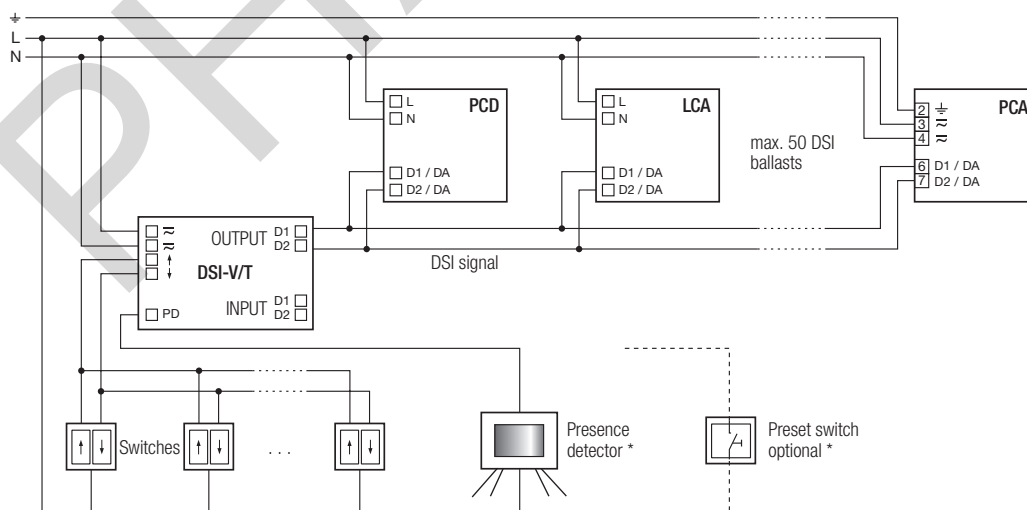 L
N
PCD
L
N
D1 / DA
D2 / DA
LCA
L
N
D1 / DA
D2 / DA
max. 50 DSI
ballasts
PCA
2
3
4
6 D1 / DA
7 D2 / DA
OUTPUT D1
D2
DSI-V/T
INPUT D1
D2
PD
DSI signal
Switches
. . .
Presence
detector *
Preset switch
optional *
PH